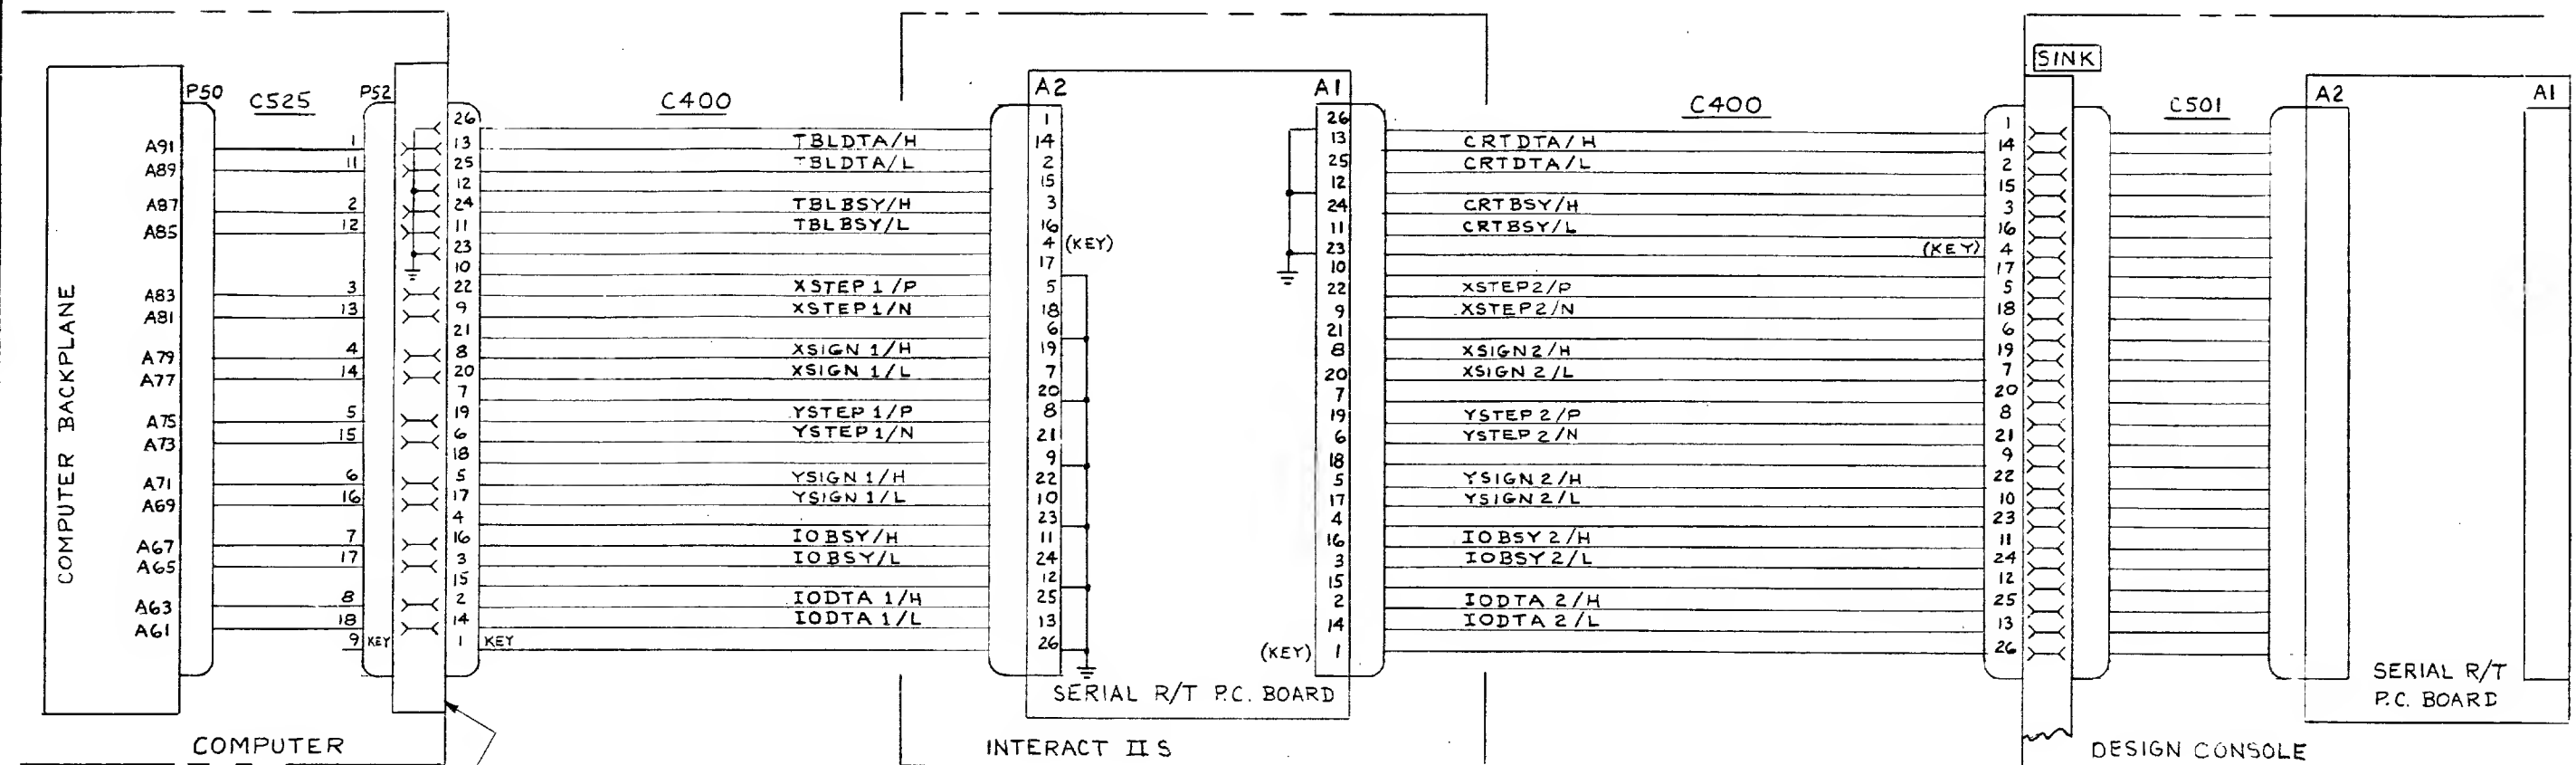 SINK
P50
C525
P52
C400
A2
A1
C400
C501
A2
A1
COMPUTER BACKPLANE
A91
A89
A87
A85
A83
A81
A79
A77
A75
A73
A71
A69
A67
A65
A63
A61
1
11
2
12
3
13
4
14
5
15
6
16
7
17
8
18
9 KEY
26
13
25
12
24
11
23
10
22
9
21
8
20
7
19
6
18
5
17
4
16
3
15
2
14
1 KEY
TBLDTA/H
TBLDTA/L
TBLBSY/H
TBLBSY/L
XSTEP 1/P
XSTEP 1/N
XSIGN 1/H
XSIGN 1/L
YSTEP 1/P
YSTEP 1/N
YSIGN 1/H
YSIGN 1/L
IOBSY/H
IOBSY/L
IODTA 1/H
IODTA 1/L
1
14
2
15
3
16
4 (KEY)
17
5
18
6
19
7
20
8
21
9
22
10
23
11
24
12
25
13
26
26
13
25
12
24
11
23
10
22
9
21
8
20
7
19
6
18
5
17
4
16
3
15
2
14
(KEY) 1
CRTDTA/H
CRTDTA/L
CRTBSY/H
CRTBSY/L
XSTEP2/P
XSTEP2/N
XSIGN2/H
XSIGN 2/L
YSTEP 2/P
YSTEP 2/N
YSIGN 2/H
YSIGN 2/L
IOBSY 2/H
IOBSY 2/L
IODTA 2/H
IODTA 2/L
1
14
2
15
3
16
(KEY) 4
17
5
18
6
19
7
20
8
21
9
22
10
23
11
24
12
25
13
26
SERIAL R/T P.C. BOARD
SERIAL R/T
P.C. BOARD
COMPUTER
INTERACT II S
DESIGN CONSOLE